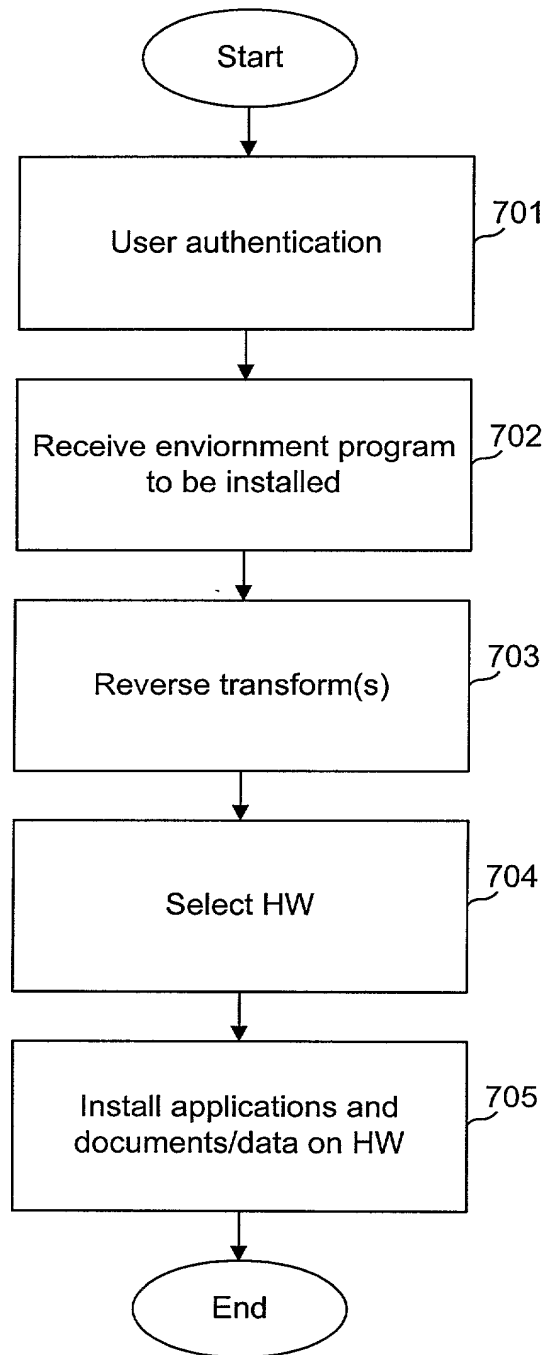 Start
User authentication
701
Receive enviornment program
to be installed
702
Reverse transform(s)
703
Select HW
704
Install applications and
documents/data on HW
705
End